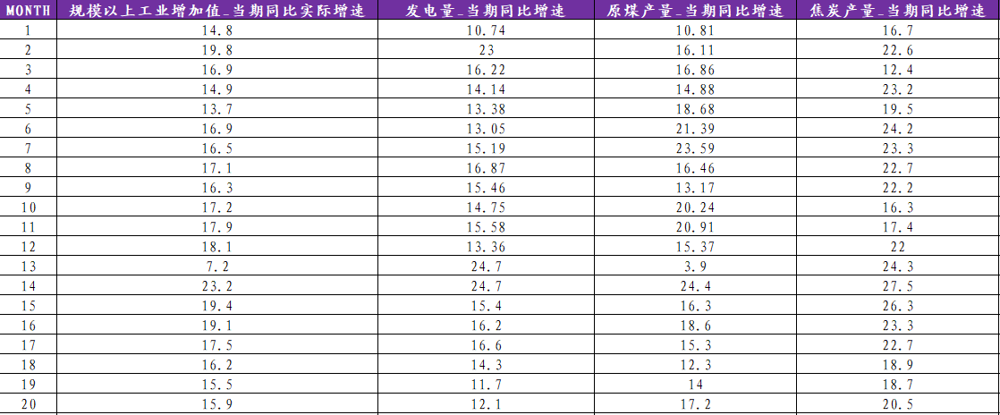 MONTH 规模以上工业增加值_当期同比实际增速 发电量_当期同比增速 原煤产量_当期同比增速 焦炭产量_当期同比增速
1 14.8 10.74 10.81 16.7
2 19.8 23 16.11 22.6
3 16.9 16.22 16.86 12.4
4 14.9 14.14 14.88 23.2
5 13.7 13.38 18.68 19.5
6 16.9 13.05 21.39 24.2
7 16.5 15.19 23.59 23.3
8 17.1 16.87 16.46 22.7
9 16.3 15.46 13.17 22.2
10 17.2 14.75 20.24 16.3
11 17.9 15.58 20.91 17.4
12 18.1 13.36 15.37 22
13 7.2 24.7 3.9 24.3
14 23.2 24.7 24.4 27.5
15 19.4 15.4 16.3 26.3
16 19.1 16.2 18.6 23.3
17 17.5 16.6 15.3 22.7
18 16.2 14.3 12.3 18.9
19 15.5 11.7 14 18.7
20 15.9 12.1 17.2 20.5